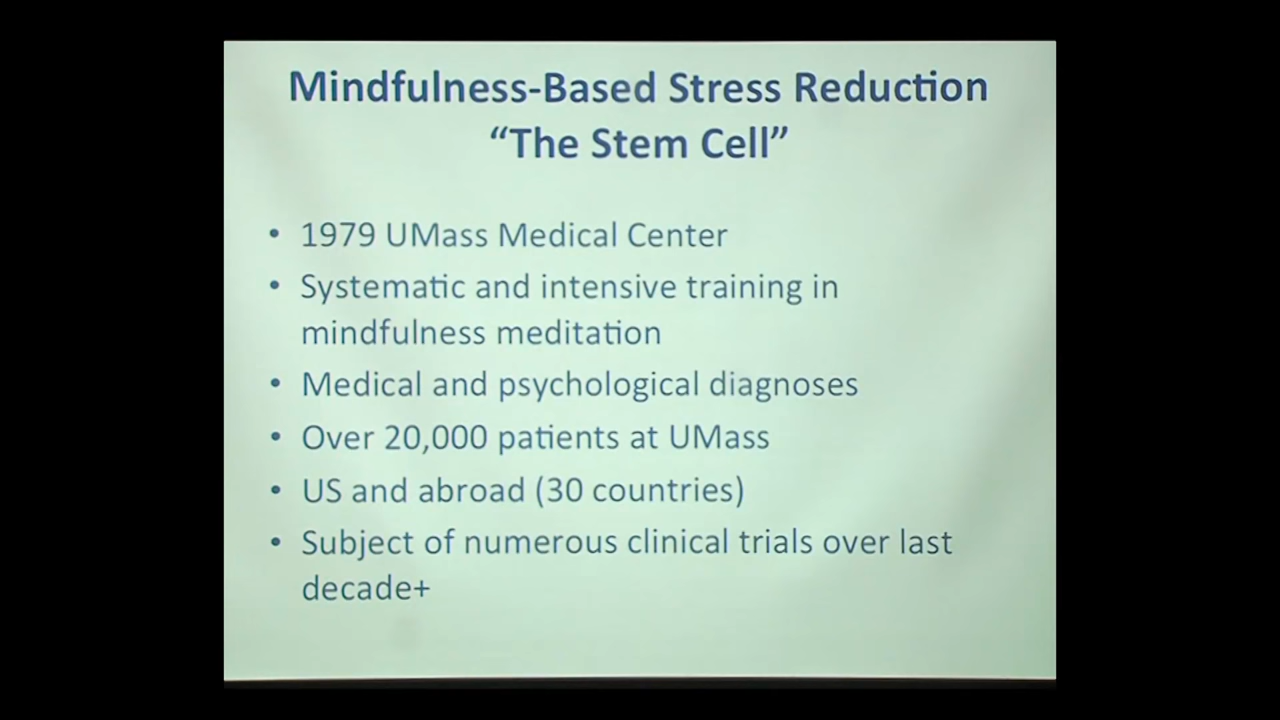 Mindfulness-Based Stress Reduction
“The Stem Cell”
• 1979 UMass Medical Center
• Systematic and intensive training in
mindfulness meditation
• Medical and psychological diagnoses
• Over 20,000 patients at UMass
• US and abroad (30 countries)
• Subject of numerous clinical trials over last
decade+